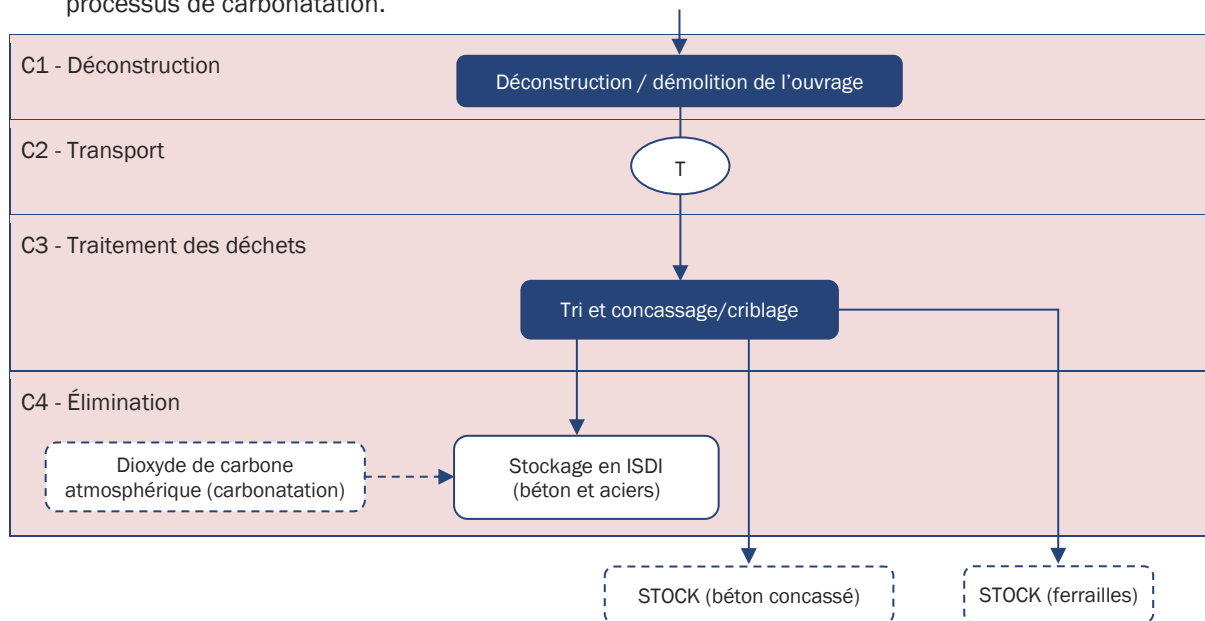 processus de carbonatation.
C1 - Déconstruction
Déconstruction / démolition de l'ouvrage
C2 - Transport
T
C3 - Traitement des déchets
Tri et concassage/criblage
C4 - Élimination
Dioxyde de carbone
atmosphérique (carbonatation)
Stockage en ISDI
(béton et aciers)
STOCK (béton concassé)
STOCK (ferrailles)